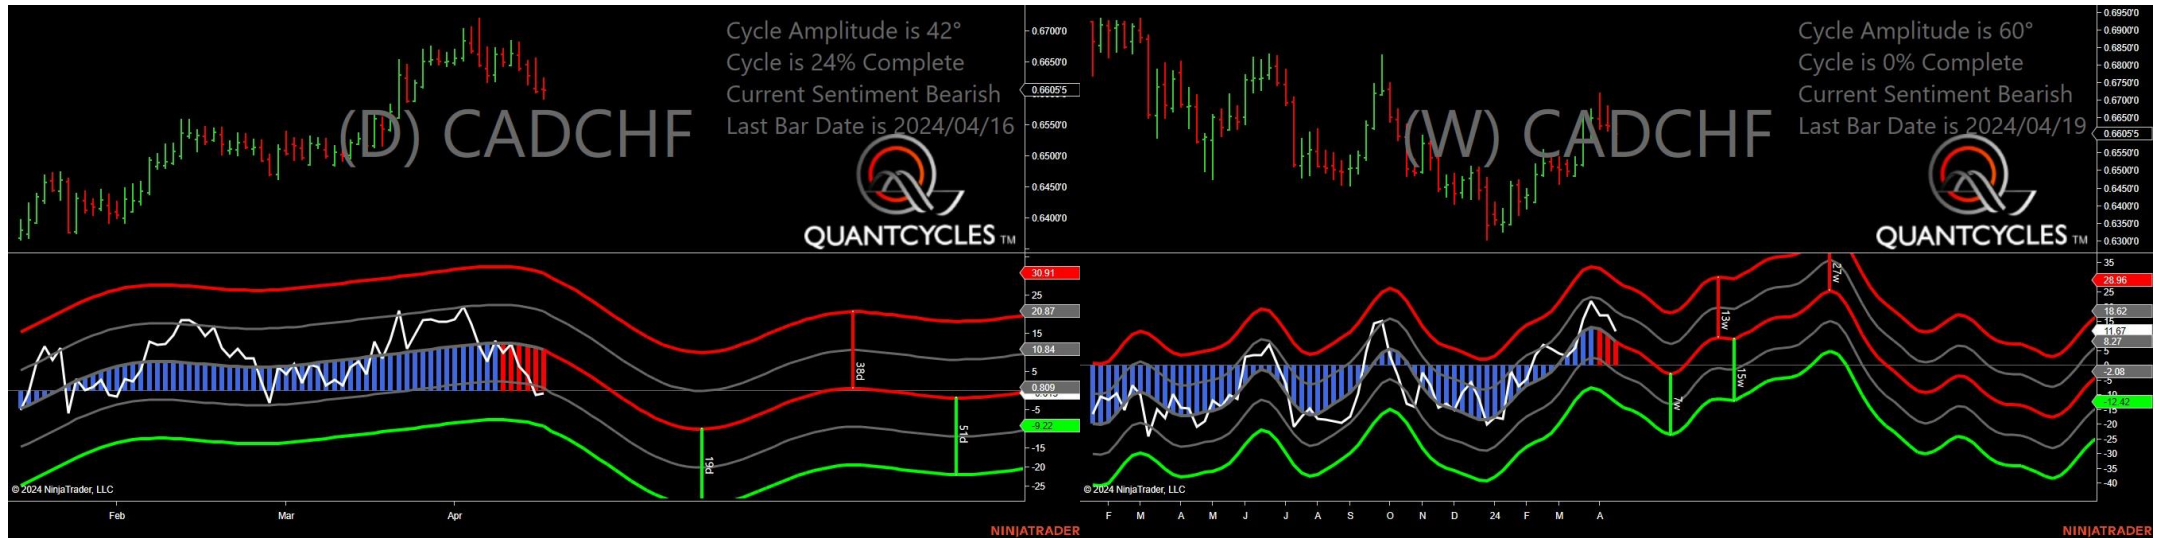 Cycle Amplitude is 42°
Cycle is 24% Complete
Current Sentiment Bearish
Last Bar Date is 2024/04/16
(D) CADCHF
QUANTCYCLES TM
0.6700'0
0.6650'0
0.6605'5
0.6550'0
0.6500'0
0.6450'0
0.6400'0
30.91
25
20.87
15
10.84
5
0.809
-5
-9.22
-15
-20
-25
19d
38d
51d
© 2024 NinjaTrader, LLC
Feb Mar Apr
NINJATRADER
Cycle Amplitude is 60°
Cycle is 0% Complete
Current Sentiment Bearish
Last Bar Date is 2024/04/19
(W) CADCHF
QUANTCYCLES TM
0.6950'0
0.6900'0
0.6850'0
0.6800'0
0.6750'0
0.6700'0
0.6650'0
0.6605'5
0.6550'0
0.6500'0
0.6450'0
0.6400'0
0.6350'0
0.6300'0
35
28.96
25
18.62
15
11.67
8.27
5
-2.08
-5
-12.42
-15
-20
-25
-30
-35
-40
7w
13w
15w
27w
© 2024 NinjaTrader, LLC
F M A M J J A S O N D 24 F M A
NINJATRADER